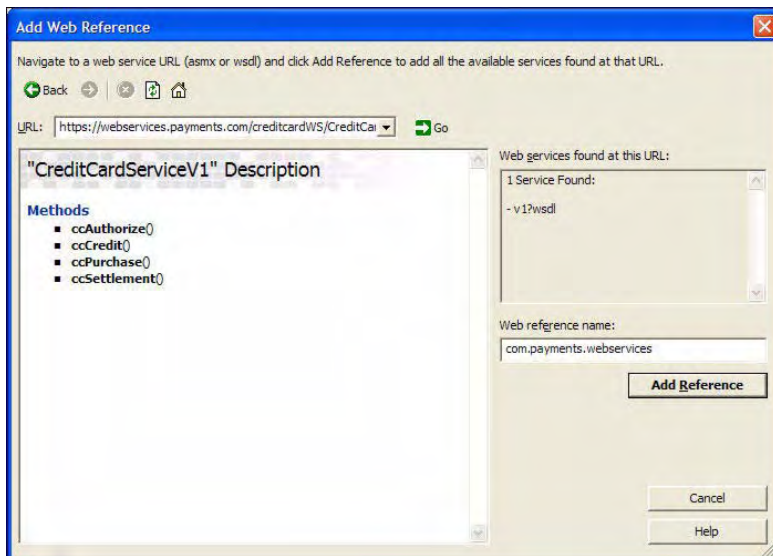 Add Web Reference
Navigate to a web service URL (asmx or wsdl) and click Add Reference to add all the available services found at that URL.
Back
URL: https://webservices.payments.com/creditcardWS/CreditCar Go
"CreditCardServiceV1" Description
Methods
ccAuthorize()
ccCredit()
ccPurchase()
ccSettlement()
Web services found at this URL:
1 Service Found:
- v1?wsdl
Web reference name:
com.payments.webservices
Add Reference
Cancel
Help